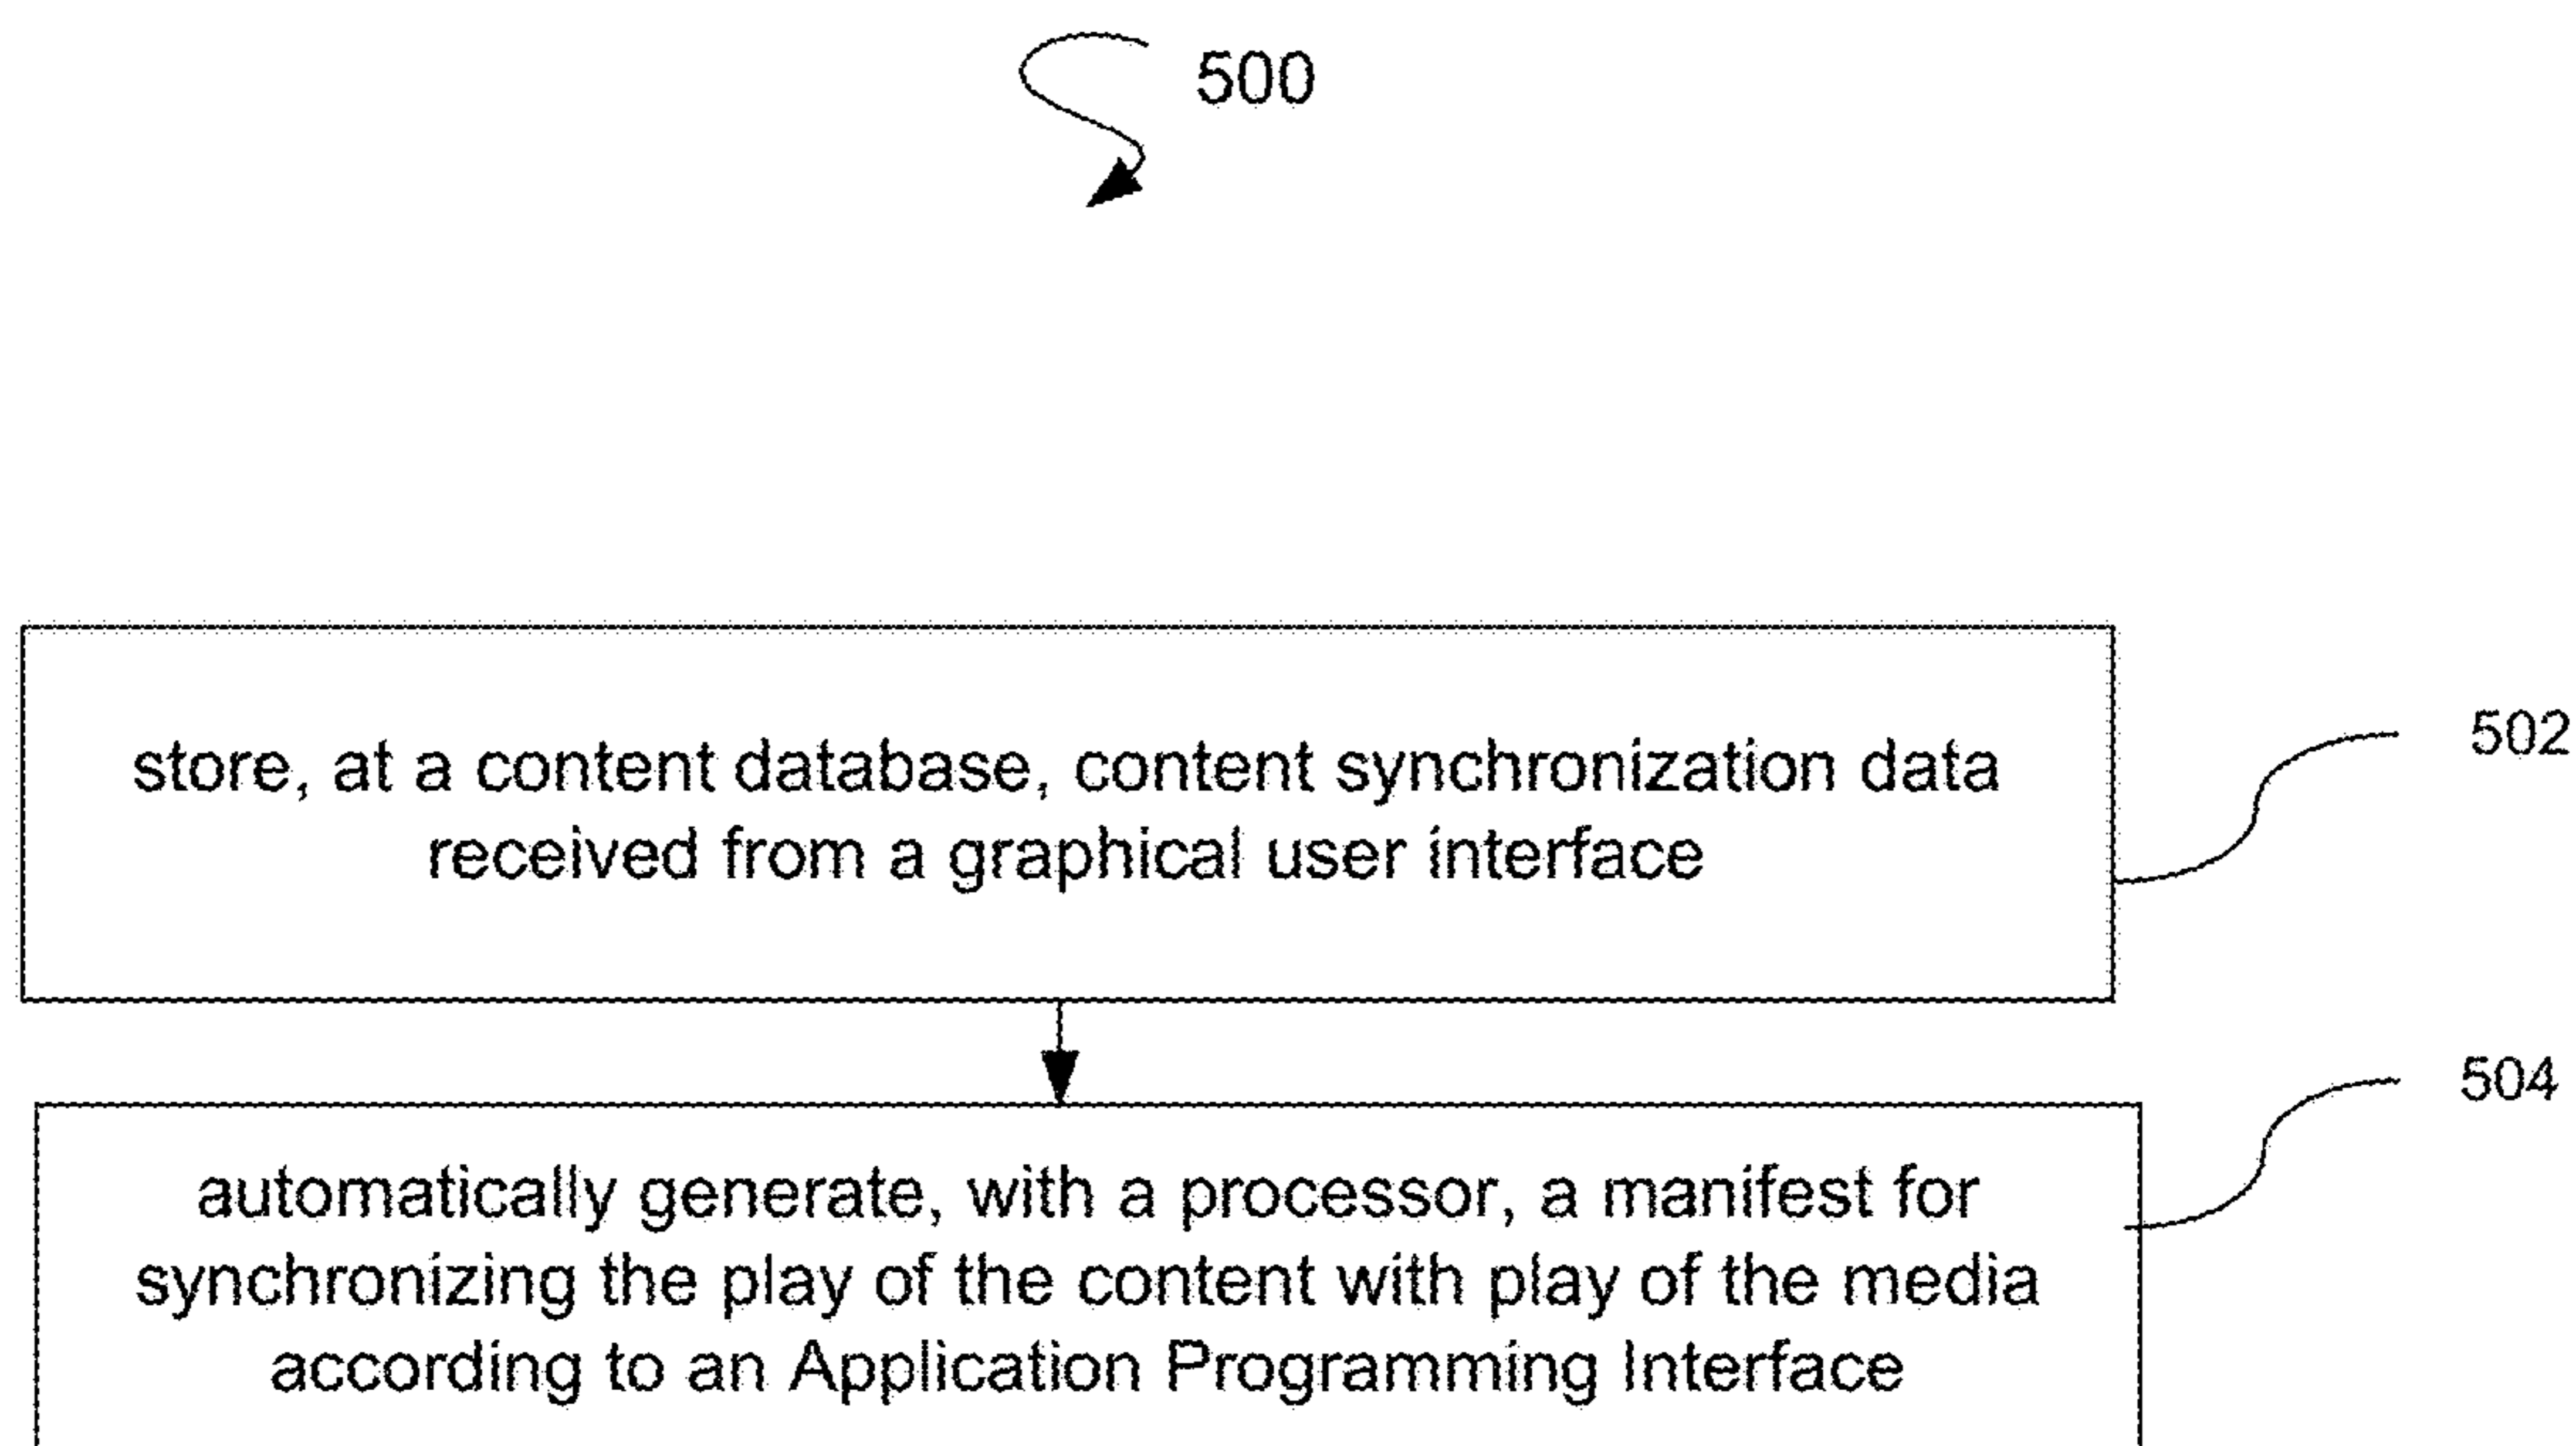 500
store, at a content database, content synchronization data
received from a graphical user interface
502
504
automatically generate, with a processor, a manifest for
synchronizing the play of the content with play of the media
according to an Application Programming Interface